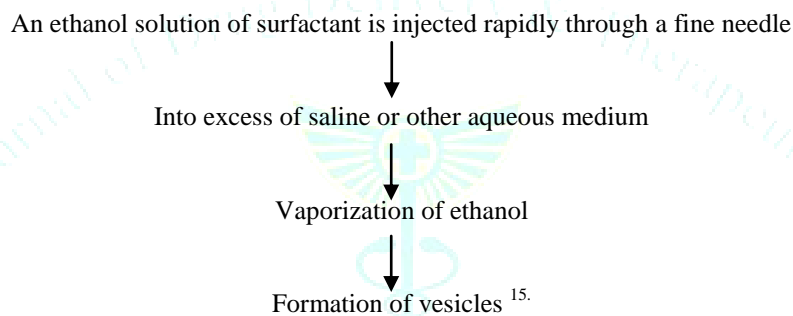 An ethanol solution of surfactant is injected rapidly through a fine needle
Into excess of saline or other aqueous medium
Vaporization of ethanol
Formation of vesicles 15.